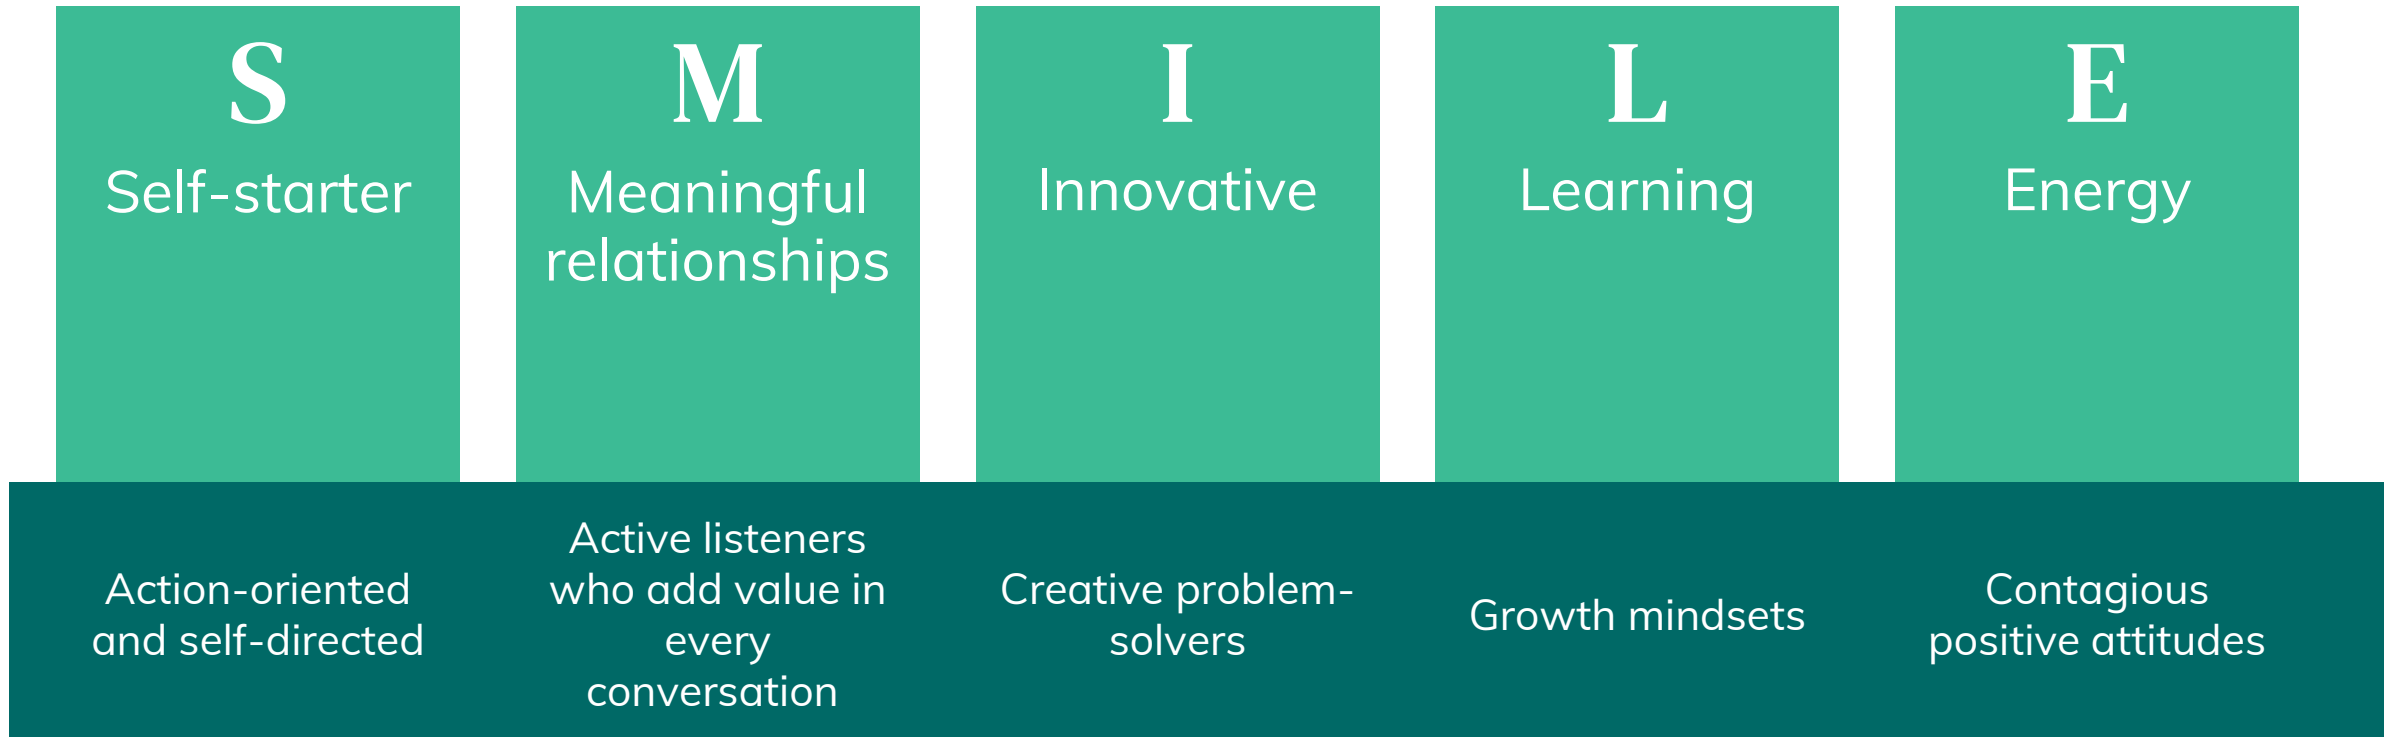 S
Self-starter
M
Meaningful
relationships
I
Innovative
L
Learning
E
Energy
Action-oriented
and self-directed
Active listeners
who add value in
every
conversation
Creative problem-
solvers
Growth mindsets
Contagious
positive attitudes